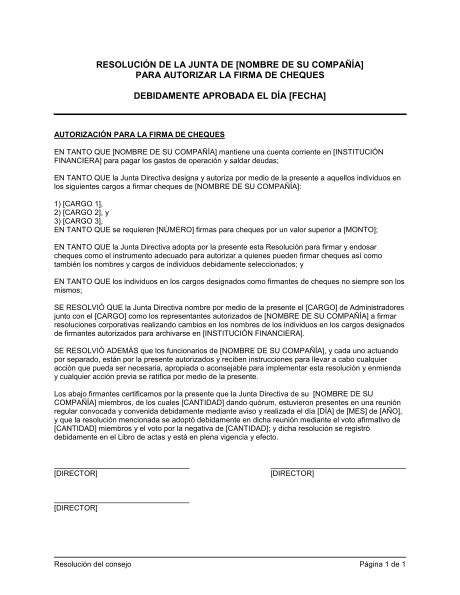 RESOLUCIÓN DE LA JUNTA DE [NOMBRE DE SU COMPAÑÍA]
PARA AUTORIZAR LA FIRMA DE CHEQUES
DEBIDAMENTE APROBADA EL DÍA [FECHA]
AUTORIZACIÓN PARA LA FIRMA DE CHEQUES
EN TANTO QUE [NOMBRE DE SU COMPAÑÍA] mantiene una cuenta corriente en [INSTITUCIÓN
FINANCIERA] para pagar los gastos de operación y saldar deudas;
EN TANTO QUE la Junta Directiva designa y autoriza por medio de la presente a aquellos individuos en
los siguientes cargos a firmar cheques de [NOMBRE DE SU COMPAÑÍA]:
1) [CARGO 1],
2) [CARGO 2], y
3) [CARGO 3],
EN TANTO QUE se requieren [NÚMERO] firmas para cheques por un valor superior a [MONTO];
EN TANTO QUE la Junta Directiva adopta por la presente esta Resolución para firmar y endosar
cheques como el instrumento adecuado para autorizar a quienes pueden firmar cheques así como
también los nombres y cargos de individuos debidamente seleccionados; y
EN TANTO QUE los individuos en los cargos designados como firmantes de cheques no siempre son los
mismos;
SE RESOLVIÓ QUE la Junta Directiva nombre por medio de la presente el [CARGO] de Administradores
junto con el [CARGO] como los representantes autorizados de [NOMBRE DE SU COMPAÑÍA] a firmar
resoluciones corporativas realizando cambios en los nombres de los individuos en los cargos designados
de firmantes autorizados para archivarse en [INSTITUCIÓN FINANCIERA].
SE RESOLVIÓ ADEMÁS que los funcionarios de [NOMBRE DE SU COMPAÑÍA], y cada uno actuando
por separado, están por la presente autorizados y reciben instrucciones para llevar a cabo cualquier
acción que pueda ser necesaria, apropiada o aconsejable para implementar esta resolución y enmienda
y cualquier acción previa se ratifica por medio de la presente.
Los abajo firmantes certificamos por la presente que la Junta Directiva de su [NOMBRE DE SU
COMPAÑÍA] miembros, de los cuales [CANTIDAD] dando quórum, estuvieron presentes en una reunión
regular convocada y convenida debidamente mediante aviso y realizada el día [DÍA] de [MES] de [AÑO],
y que la resolución mencionada se adoptó debidamente en dicha reunión mediante el voto afirmativo de
[CANTIDAD] miembros y el voto por la negativa de [CANTIDAD]; y dicha resolución se registró
debidamente en el Libro de actas y está en plena vigencia y efecto.
[DIRECTOR] [DIRECTOR]
[DIRECTOR]
Resolución del consejo Página 1 de 1